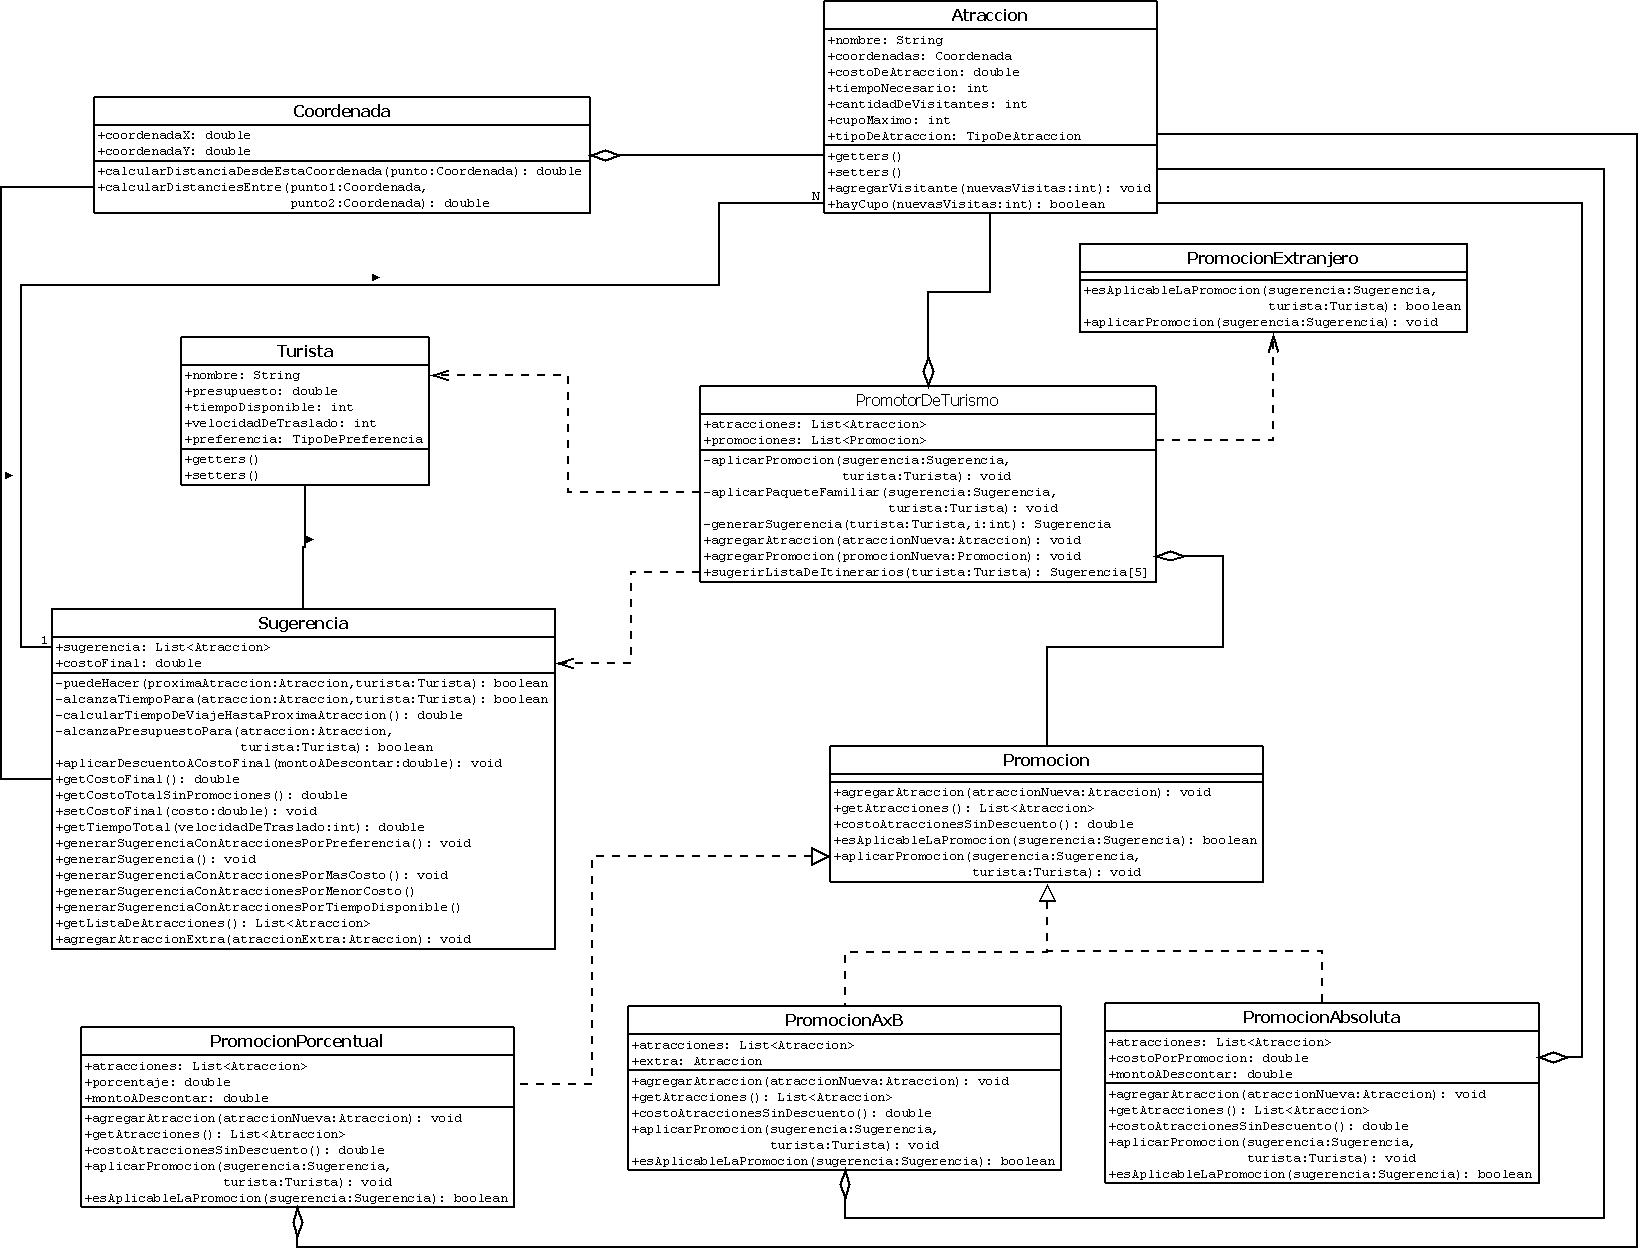 Atraccion
+nombre: String
+coordenadas: Coordenada
+costoDeAtraccion: double
+tiempoNecesario: int
+cantidadDeVisitantes: int
+cupoMaximo: int
+tipoDeAtraccion: TipoDeAtraccion
+getters()
+setters()
+agregarVisitante(nuevasVisitas:int): void
+hayCupo(nuevasVisitas:int): boolean
N
Coordenada
+coordenadaX: double
+coordenadaY: double
+calcularDistanciaDesdeEstaCoordenada(punto:Coordenada): double
+calcularDistanciesEntre(punto1:Coordenada,
punto2:Coordenada): double
PromocionExtranjero
+esAplicableLaPromocion(sugerencia:Sugerencia,
turista:Turista): boolean
+aplicarPromocion(sugerencia:Sugerencia): void
Turista
+nombre: String
+presupuesto: double
+tiempoDisponible: int
+velocidadDeTraslado: int
+preferencia: TipoDePreferencia
+getters()
+setters()
PromotorDeTurismo
+atracciones: List<Atraccion>
+promociones: List<Promocion>
-aplicarPromocion(sugerencia:Sugerencia,
turista:Turista): void
-aplicarPaqueteFamiliar(sugerencia:Sugerencia,
turista:Turista): void
-generarSugerencia(turista:Turista,i:int): Sugerencia
+agregarAtraccion(atraccionNueva:Atraccion): void
+agregarPromocion(promocionNueva:Promocion): void
+sugerirListaDeItinerarios(turista:Turista): Sugerencia[5]
1
Sugerencia
+sugerencia: List<Atraccion>
+costoFinal: double
-puedeHacer(proximaAtraccion:Atraccion,turista:Turista): boolean
-alcanzaTiempoPara(atraccion:Atraccion,turista:Turista): boolean
-calcularTiempoDeViajeHastaProximaAtraccion(): double
-alcanzaPresupuestoPara(atraccion:Atraccion,
turista:Turista): boolean
+aplicarDescuentoACostoFinal(montoADescontar:double): void
+getCostoFinal(): double
+getCostoTotalSinPromociones(): double
+setCostoFinal(costo:double): void
+getTiempoTotal(velocidadDeTraslado:int): double
+generarSugerenciaConAtraccionesPorPreferencia(): void
+generarSugerencia(): void
+generarSugerenciaConAtraccionesPorMasCosto(): void
+generarSugerenciaConAtraccionesPorMenorCosto()
+generarSugerenciaConAtraccionesPorTiempoDisponible()
+getListaDeAtracciones(): List<Atraccion>
+agregarAtraccionExtra(atraccionExtra:Atraccion): void
Promocion
+agregarAtraccion(atraccionNueva:Atraccion): void
+getAtracciones(): List<Atraccion>
+costoAtraccionesSinDescuento(): double
+esAplicableLaPromocion(sugerencia:Sugerencia): boolean
+aplicarPromocion(sugerencia:Sugerencia,
turista:Turista): void
PromocionPorcentual
+atracciones: List<Atraccion>
+porcentaje: double
+montoADescontar: double
+agregarAtraccion(atraccionNueva:Atraccion): void
+getAtracciones(): List<Atraccion>
+costoAtraccionesSinDescuento(): double
+aplicarPromocion(sugerencia:Sugerencia,
turista:Turista): void
+esAplicableLaPromocion(sugerencia:Sugerencia): boolean
PromocionAxB
+atracciones: List<Atraccion>
+extra: Atraccion
+agregarAtraccion(atraccionNueva:Atraccion): void
+getAtracciones(): List<Atraccion>
+costoAtraccionesSinDescuento(): double
+aplicarPromocion(sugerencia:Sugerencia,
turista:Turista): void
+esAplicableLaPromocion(sugerencia:Sugerencia): boolean
PromocionAbsoluta
+atracciones: List<Atraccion>
+costoPorPromocion: double
+montoADescontar: double
+agregarAtraccion(atraccionNueva:Atraccion): void
+getAtracciones(): List<Atraccion>
+costoAtraccionesSinDescuento(): double
+aplicarPromocion(sugerencia:Sugerencia,
turista:Turista): void
+esAplicableLaPromocion(sugerencia:Sugerencia): boolean